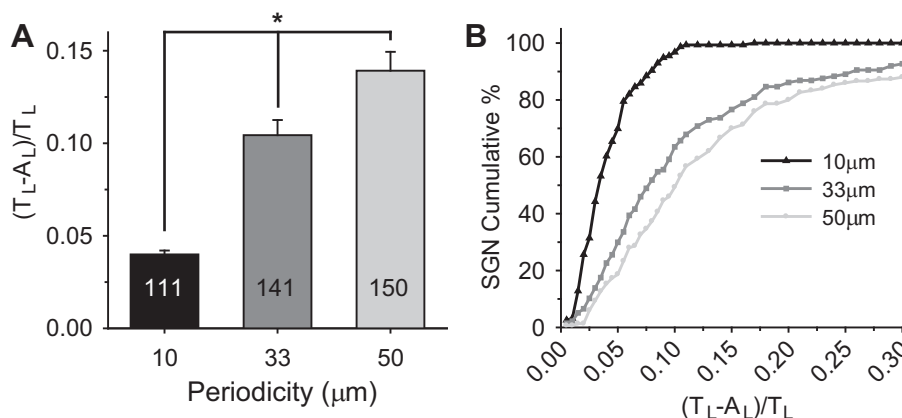 A
*
(T_L-A_L)/T_L
0.15
0.10
0.05
0.00
111
141
150
10
33
50
Periodicity (μm)
B
SGN Cumulative %
100
80
60
40
20
0
10μm
33μm
50μm
0.00
0.05
0.10
0.15
0.20
0.25
0.30
(T_L-A_L)/T_L